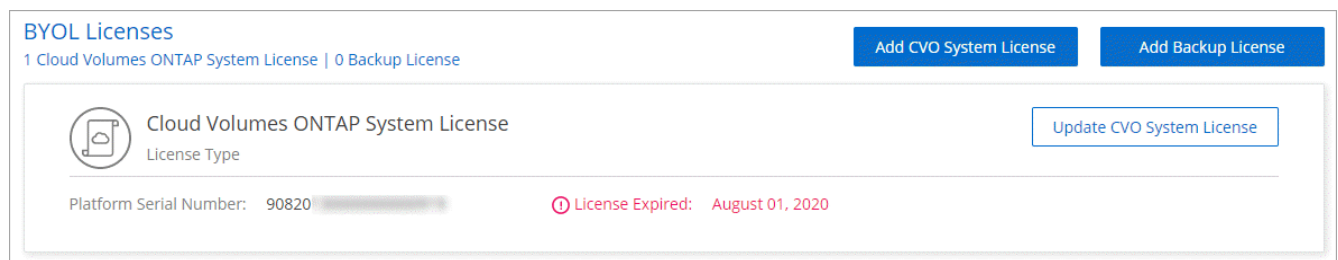 BYOL Licenses
1 Cloud Volumes ONTAP System License | 0 Backup License
Add CVO System License
Add Backup License
Cloud Volumes ONTAP System License
License Type
Update CVO System License
Platform Serial Number: 90820
License Expired: August 01, 2020